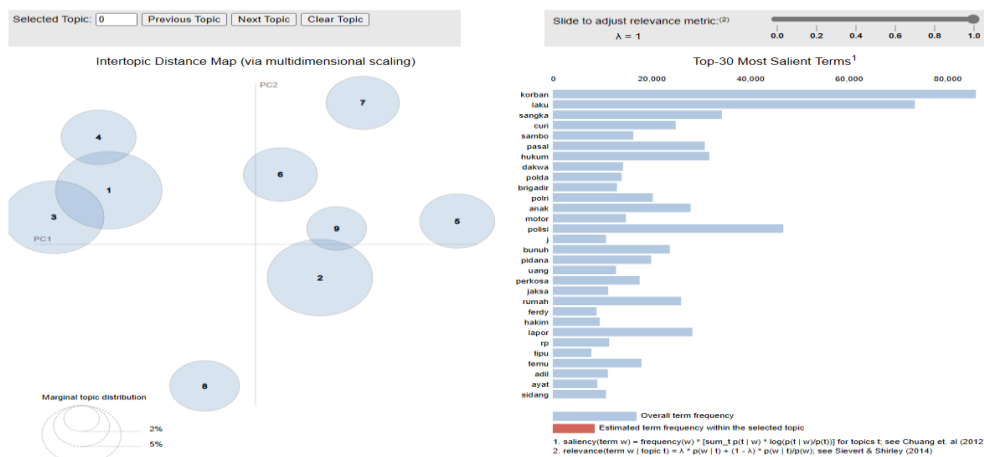 Selected Topic: 0 Previous Topic Next Topic Clear Topic
Slide to adjust relevance metric:(2)
λ = 1
0.0 0.2 0.4 0.6 0.8 1.0
Intertopic Distance Map (via multidimensional scaling)
PC2
PC1
7
4
6
1
3
5
9
2
8
Marginal topic distribution
2%
5%
Top-30 Most Salient Terms1
0 20,000 40,000 60,000 80,000
korban
laku
sangka
curi
sambo
pasal
hukum
dakwa
polda
brigadir
polri
anak
motor
polisi
j
bunuh
pidana
uang
perkosa
jaksa
rumah
ferdy
hakim
lapor
rp
tipu
temu
adil
ayat
sidang
Overall term frequency
Estimated term frequency within the selected topic
1. saliency(term w) = frequency(w) * [sum_t p(t | w) * log(p(t | w)/p(t))] for topics t; see Chuang et. al (2012
2. relevance(term w | topic t) = λ * p(w | t) + (1 - λ) * p(w | t)/p(w); see Sievert & Shirley (2014)